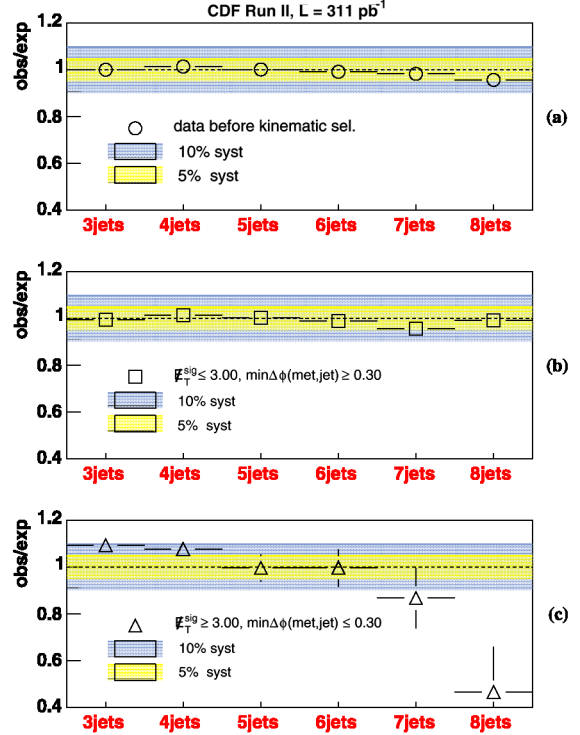 CDF Run II, L = 311 pb⁻¹
obs/exp
1.2
1
0.8
0.6
0.4
data before kinematic sel.
10% syst
5% syst
3jets 4jets 5jets 6jets 7jets 8jets
(a)
obs/exp
1.2
1
0.8
0.6
0.4
E̸_T^sig ≤ 3.00, minΔϕ(met,jet) ≥ 0.30
10% syst
5% syst
3jets 4jets 5jets 6jets 7jets 8jets
(b)
obs/exp
1.2
1
0.8
0.6
0.4
E̸_T^sig ≥ 3.00, minΔϕ(met,jet) ≤ 0.30
10% syst
5% syst
3jets 4jets 5jets 6jets 7jets 8jets
(c)